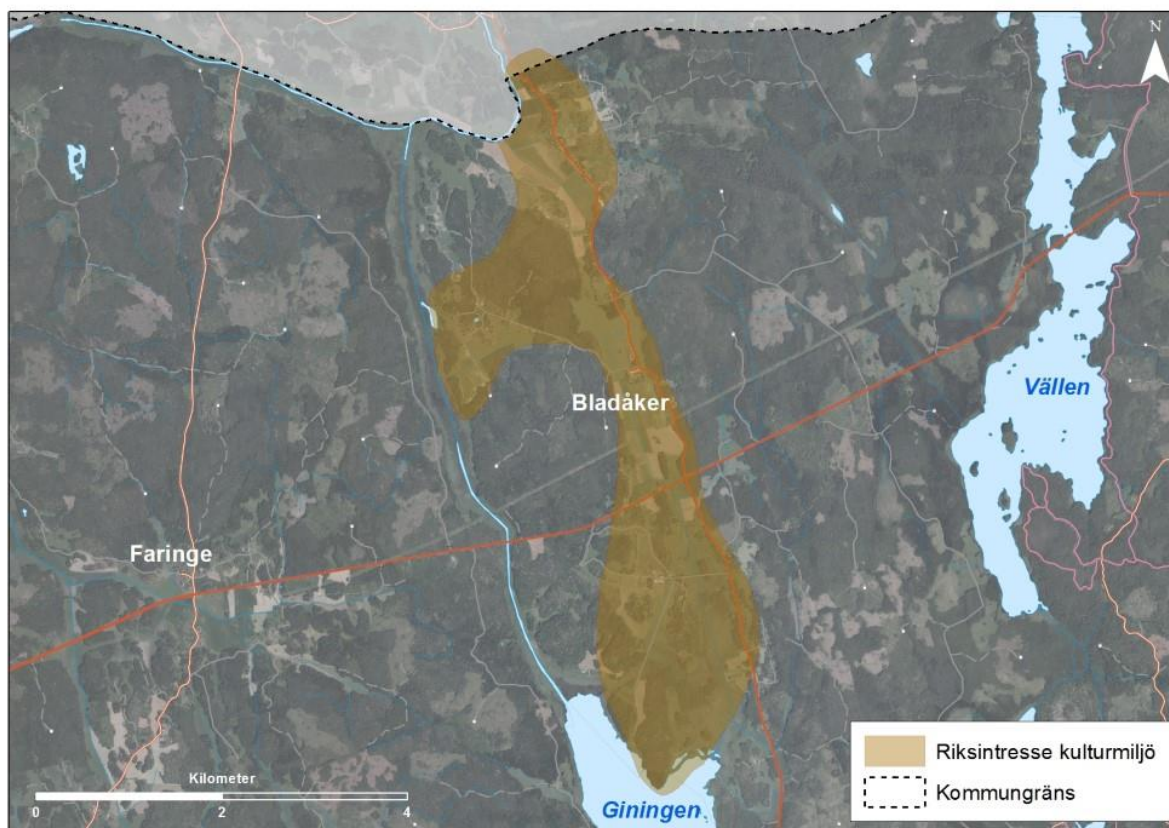 N
Vällen
Bladåker
Faringe
Kilometer
0 2 4
Giningen
Riksintresse kulturmiljö
Kommungräns